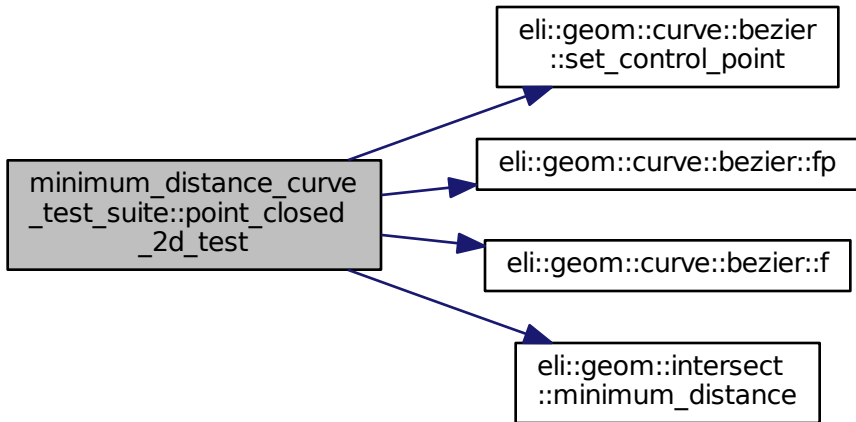 eli::geom::curve::bezier
::set_control_point
eli::geom::curve::bezier::fp
minimum_distance_curve
_test_suite::point_closed
_2d_test
eli::geom::curve::bezier::f
eli::geom::intersect
::minimum_distance